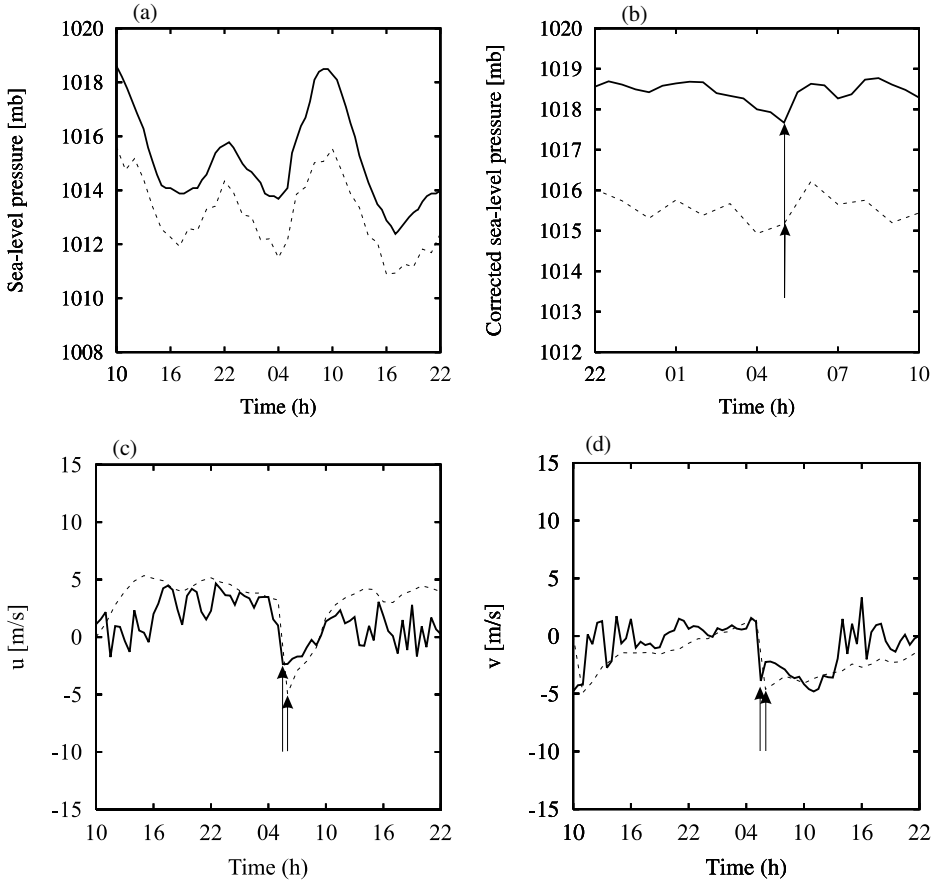 (a)
Sea-level pressure [mb]
1020
1018
1016
1014
1012
1010
1008
10 16 22 04 10 16 22
Time (h)
(b)
Corrected sea-level pressure [mb]
1020
1019
1018
1017
1016
1015
1014
1013
1012
22 01 04 07 10
Time (h)
(c)
u [m/s]
15
10
5
0
-5
-10
-15
10 16 22 04 10 16 22
Time (h)
(d)
v [m/s]
15
10
5
0
-5
-10
-15
10 16 22 04 10 16 22
Time (h)